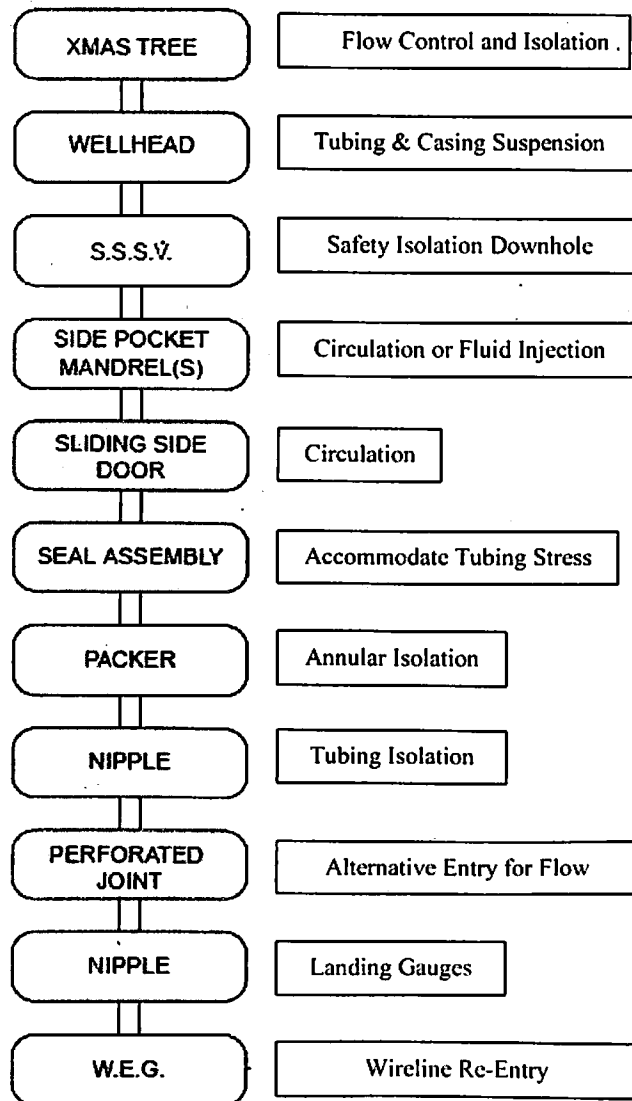 XMAS TREE
Flow Control and Isolation .
WELLHEAD
Tubing & Casing Suspension
S.S.S.V.
Safety Isolation Downhole
SIDE POCKET
MANDREL(S)
Circulation or Fluid Injection
SLIDING SIDE
DOOR
Circulation
SEAL ASSEMBLY
Accommodate Tubing Stress
PACKER
Annular Isolation
NIPPLE
Tubing Isolation
PERFORATED
JOINT
Alternative Entry for Flow
NIPPLE
Landing Gauges
W.E.G.
Wireline Re-Entry